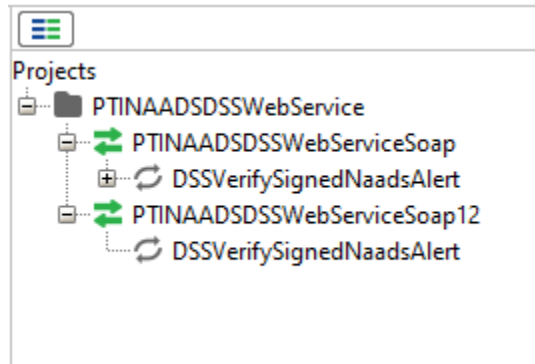 Projects
PTINAADSDSSWebService
PTINAADSDSSWebServiceSoap
DSSVerifySignedNaadsAlert
PTINAADSDSSWebServiceSoap12
DSSVerifySignedNaadsAlert